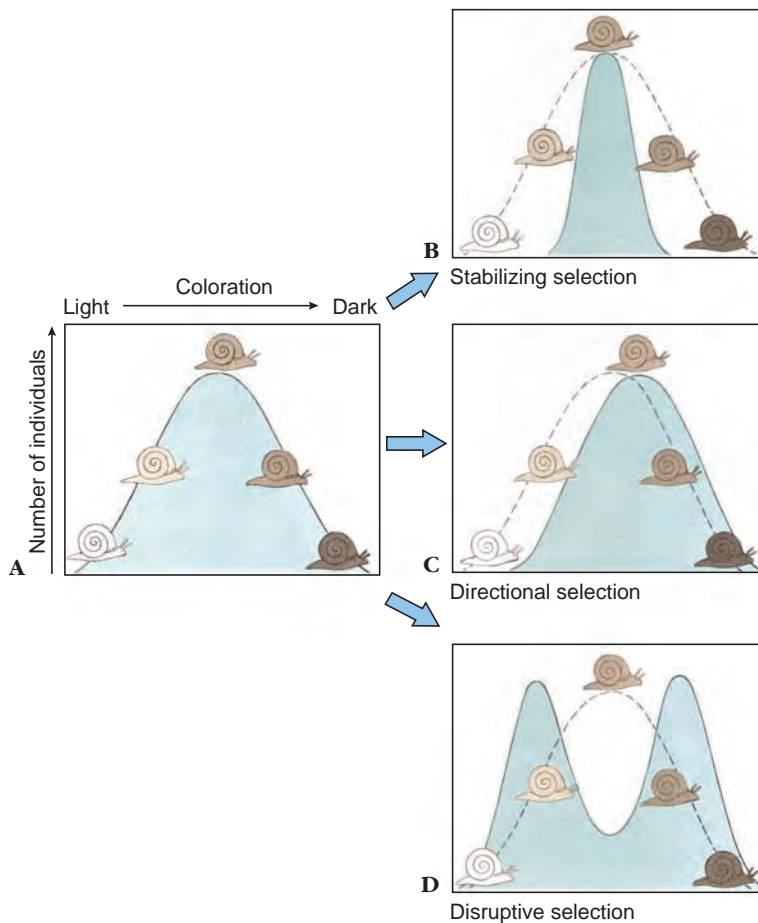 B
Stabilizing selection
Coloration
Light
Dark
Number of individuals
A
C
Directional selection
D
Disruptive selection